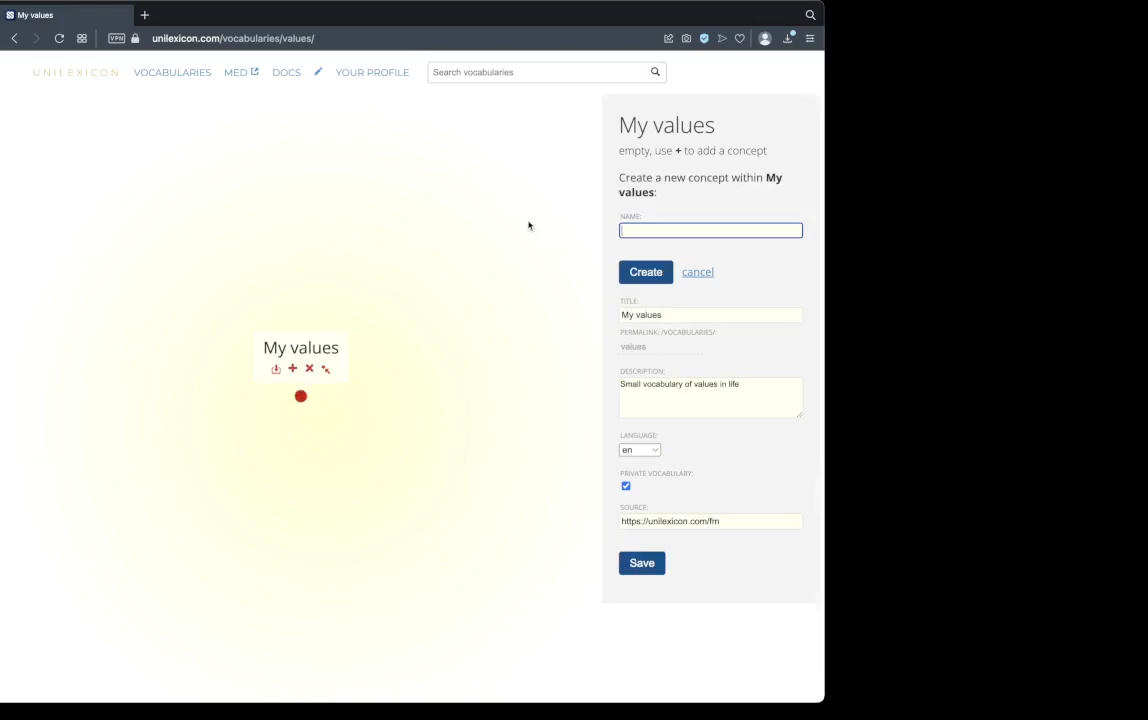 My values
VPN
unilexicon.com/vocabularies/values/
UNILEXICON
VOCABULARIES
MED
DOCS
YOUR PROFILE
Search vocabularies
My values
empty, use + to add a concept
Create a new concept within My
values:
NAME:
Create
cancel
TITLE:
My values
PERMALINK: /VOCABULARIES/:
values
DESCRIPTION:
Small vocabulary of values in life
LANGUAGE:
en
PRIVATE VOCABULARY:
SOURCE:
https://unilexicon.com/fm
Save
My values